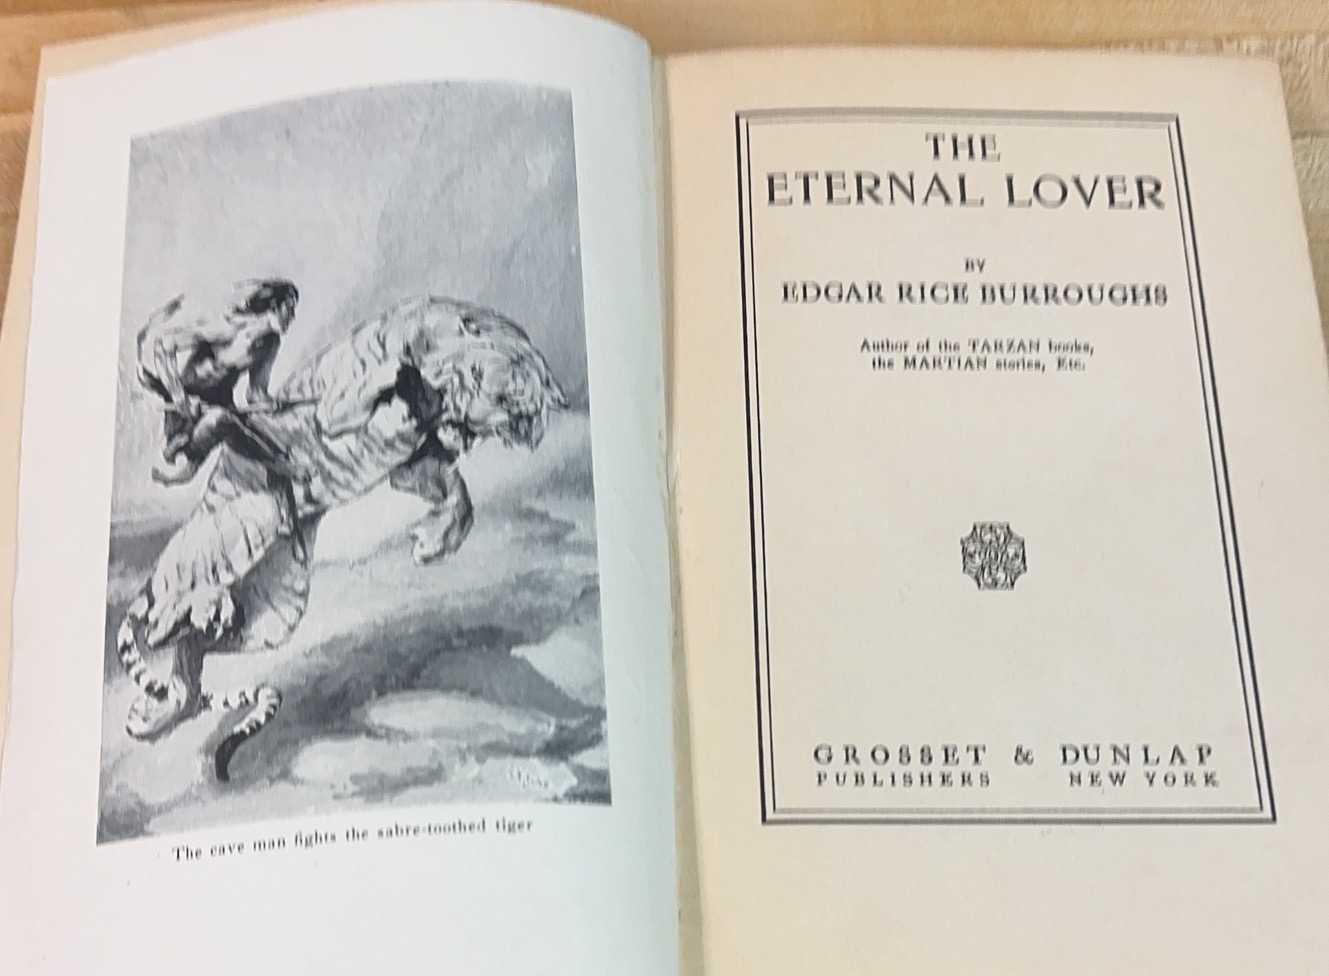 The cave man fights the sabre-toothed tiger
THE
ETERNAL LOVER
BY
EDGAR RICE BURROUGHS
Author of the TARZAN books,
the MARTIAN stories, Etc.
GROSSET & DUNLAP
PUBLISHERS NEW YORK